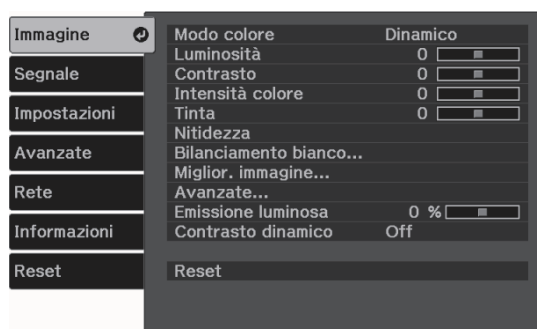 Immagine
Segnale
Impostazioni
Avanzate
Rete
Informazioni
Reset
Modo colore Dinamico
Luminosità 0
Contrasto 0
Intensità colore 0
Tinta 0
Nitidezza
Bilanciamento bianco...
Miglior. immagine...
Avanzate...
Emissione luminosa 0 %
Contrasto dinamico Off
Reset